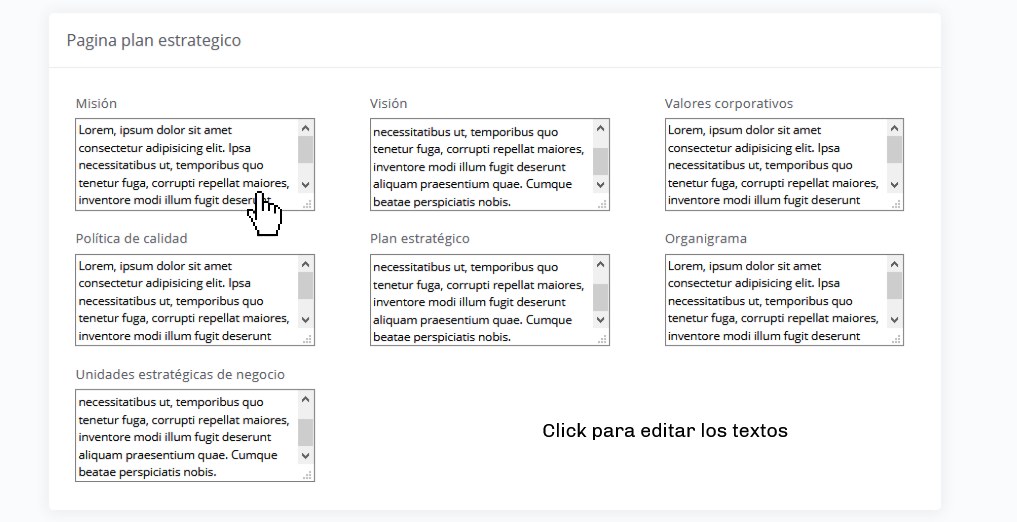 Pagina plan estrategico
Misión
Lorem, ipsum dolor sit amet
consectetur adipisicing elit. Ipsa
necessitatibus ut, temporibus quo
tenetur fuga, corrupti repellat maiores,
inventore modi illum fugit deserunt
Visión
necessitatibus ut, temporibus quo
tenetur fuga, corrupti repellat maiores,
inventore modi illum fugit deserunt
aliquam praesentium quae. Cumque
beatae perspiciatis nobis.
Valores corporativos
Lorem, ipsum dolor sit amet
consectetur adipisicing elit. Ipsa
necessitatibus ut, temporibus quo
tenetur fuga, corrupti repellat maiores,
inventore modi illum fugit deserunt
Política de calidad
Lorem, ipsum dolor sit amet
consectetur adipisicing elit. Ipsa
necessitatibus ut, temporibus quo
tenetur fuga, corrupti repellat maiores,
inventore modi illum fugit deserunt
Plan estratégico
necessitatibus ut, temporibus quo
tenetur fuga, corrupti repellat maiores,
inventore modi illum fugit deserunt
aliquam praesentium quae. Cumque
beatae perspiciatis nobis.
Organigrama
Lorem, ipsum dolor sit amet
consectetur adipisicing elit. Ipsa
necessitatibus ut, temporibus quo
tenetur fuga, corrupti repellat maiores,
inventore modi illum fugit deserunt
Unidades estratégicas de negocio
necessitatibus ut, temporibus quo
tenetur fuga, corrupti repellat maiores,
inventore modi illum fugit deserunt
aliquam praesentium quae. Cumque
beatae perspiciatis nobis.
Click para editar los textos